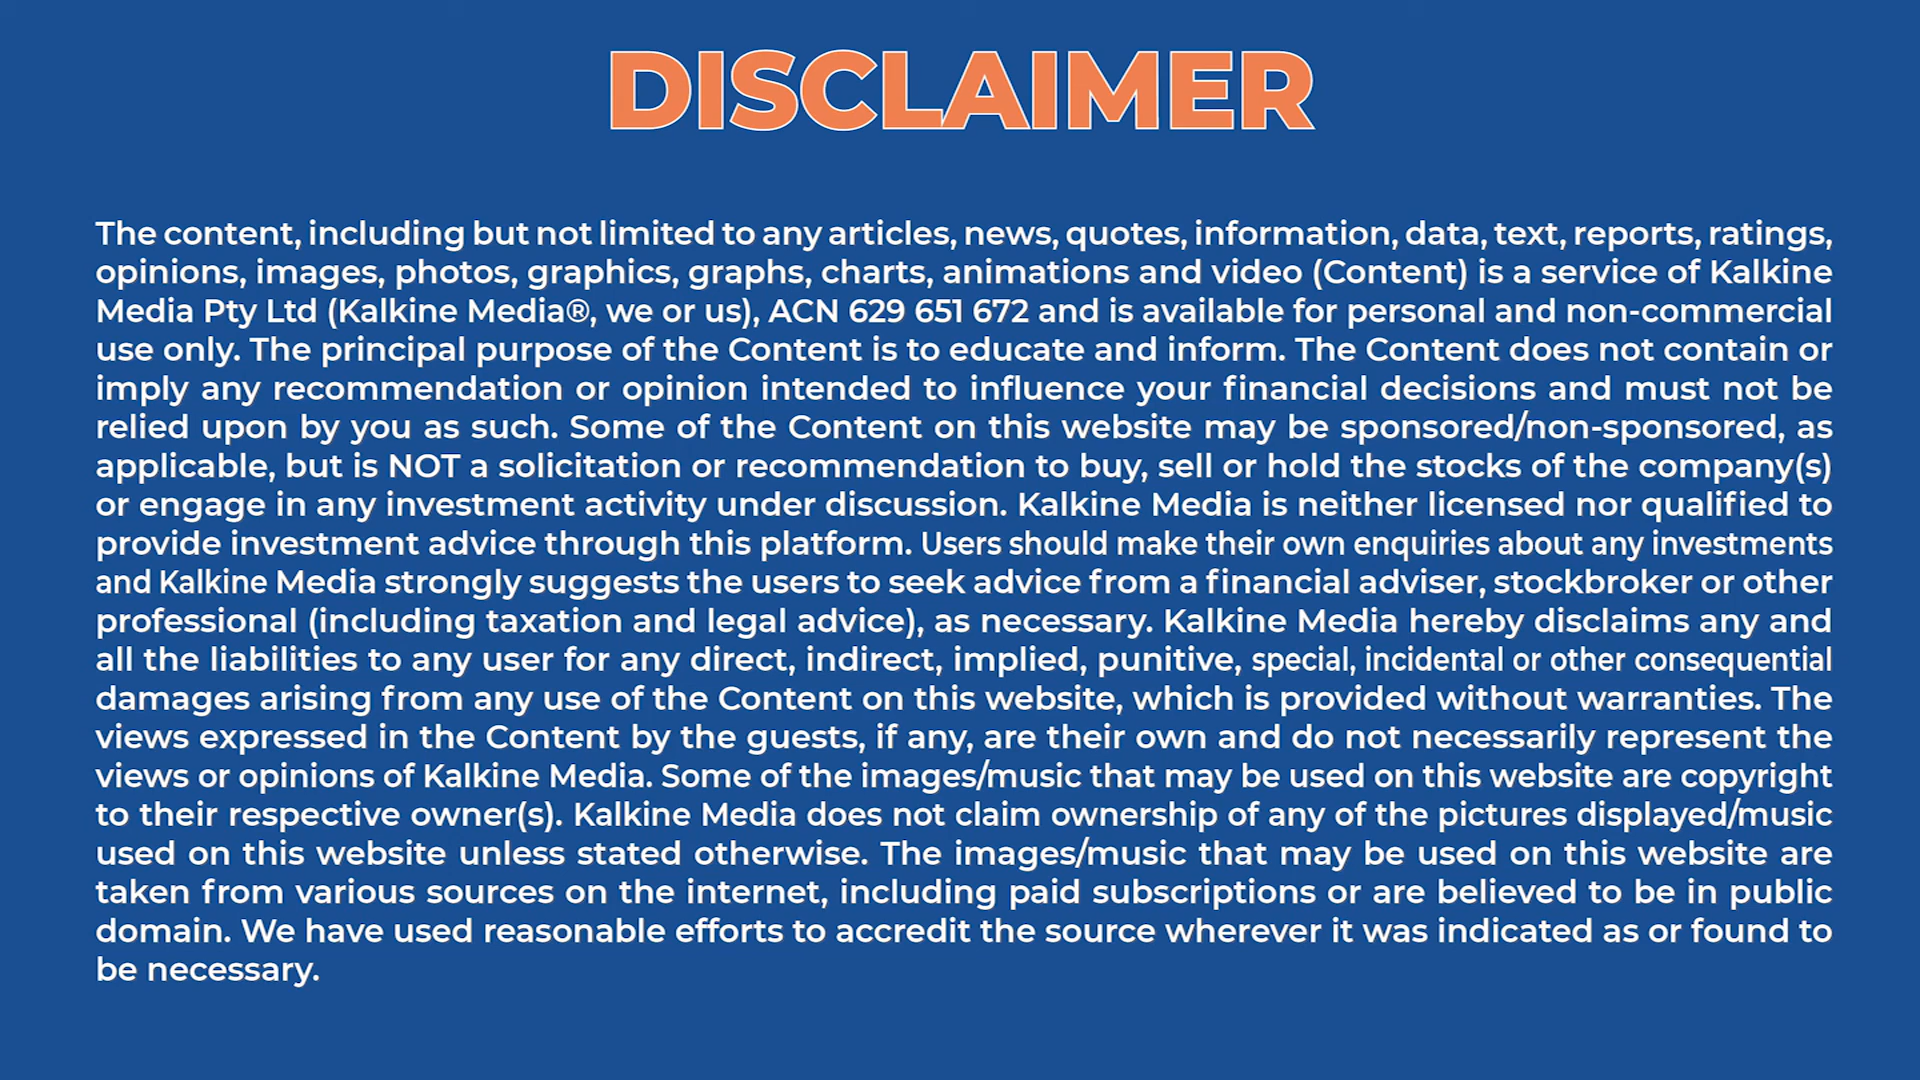 DISCLAIMER
The content, including but not limited to any articles, news, quotes, information, data, text, reports, ratings,
opinions, images, photos, graphics, graphs, charts, animations and video (Content) is a service of Kalkine
Media Pty Ltd (Kalkine Media®, we or us), ACN 629 651 672 and is available for personal and non-commercial
use only. The principal purpose of the Content is to educate and inform. The Content does not contain or
imply any recommendation or opinion intended to influence your financial decisions and must not be
relied upon by you as such. Some of the Content on this website may be sponsored/non-sponsored, as
applicable, but is NOT a solicitation or recommendation to buy, sell or hold the stocks of the company(s)
or engage in any investment activity under discussion. Kalkine Media is neither licensed nor qualified to
provide investment advice through this platform. Users should make their own enquiries about any investments
and Kalkine Media strongly suggests the users to seek advice from a financial adviser, stockbroker or other
professional (including taxation and legal advice), as necessary. Kalkine Media hereby disclaims any and
all the liabilities to any user for any direct, indirect, implied, punitive, special, incidental or other consequential
damages arising from any use of the Content on this website, which is provided without warranties. The
views expressed in the Content by the guests, if any, are their own and do not necessarily represent the
views or opinions of Kalkine Media. Some of the images/music that may be used on this website are copyright
to their respective owner(s). Kalkine Media does not claim ownership of any of the pictures displayed/music
used on this website unless stated otherwise. The images/music that may be used on this website are
taken from various sources on the internet, including paid subscriptions or are believed to be in public
domain. We have used reasonable efforts to accredit the source wherever it was indicated as or found to
be necessary.